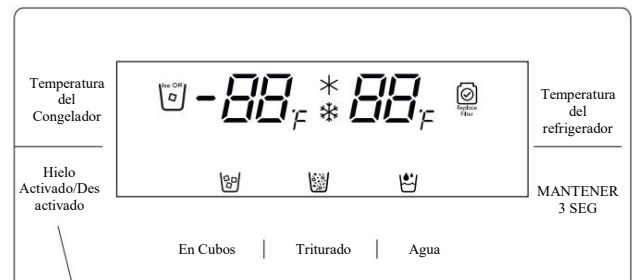 Temperatura
del
Congelador
Hielo
Activado/Des
activado
Ice Off
-88°F
88°F
Replace
Filter
Temperatura
del
refrigerador
MANTENER
3 SEG
En Cubos | Triturado | Agua